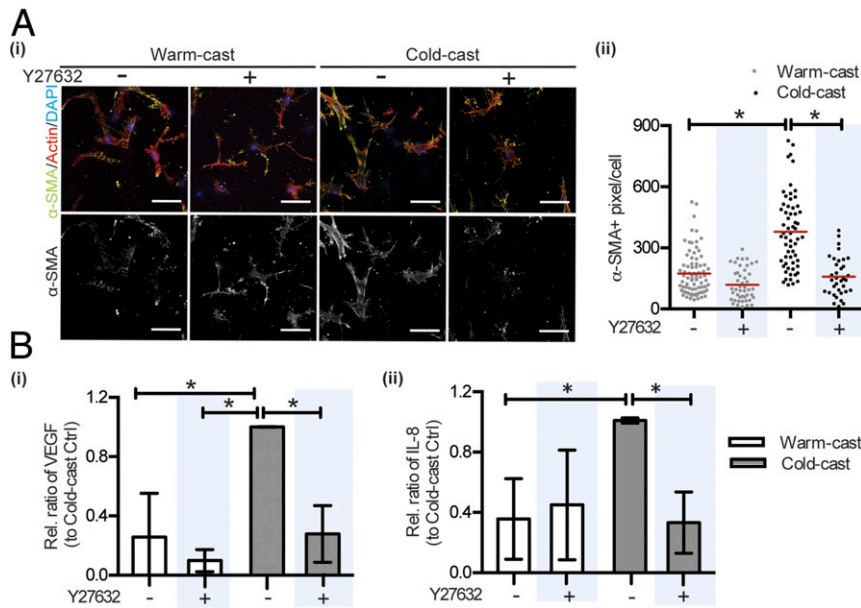 A
(i)
Warm-cast Cold-cast
Y27632 - + - +
α-SMA/Actin/DAPI
α-SMA
(ii)
Warm-cast
Cold-cast
* *
α-SMA+ pixel/cell
900
600
300
0
Y27632 - + - +
B
(i)
* * *
Rel. ratio of VEGF
(to Cold-cast Ctrl)
1.2
0.8
0.4
0.0
Y27632 - + - +
(ii)
* *
Rel. ratio of IL-8
(to Cold-cast Ctrl)
1.2
0.8
0.4
0.0
Y27632 - + - +
Warm-cast
Cold-cast